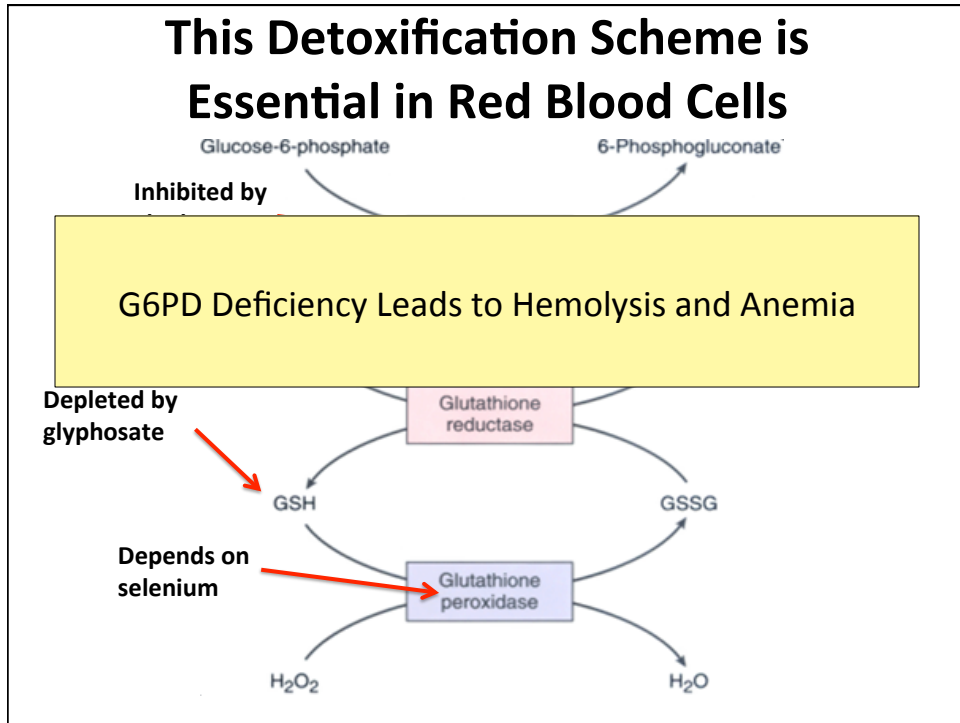 This Detoxification Scheme is
Essential in Red Blood Cells
Glucose-6-phosphate
6-Phosphogluconate
Inhibited by
G6PD Deficiency Leads to Hemolysis and Anemia
Depleted by
glyphosate
Glutathione
reductase
GSH
GSSG
Depends on
selenium
Glutathione
peroxidase
H₂O₂
H₂O